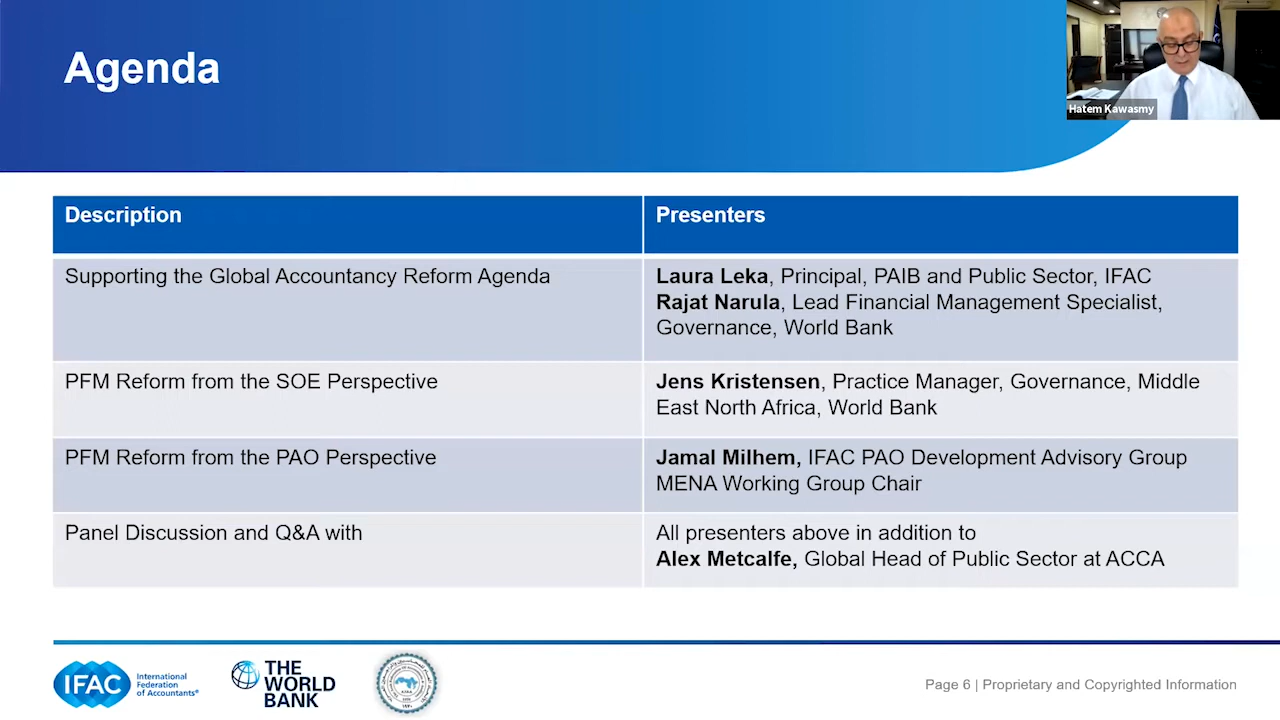 Agenda
Hatem Kawasmy
Description
Presenters
Supporting the Global Accountancy Reform Agenda
Laura Leka, Principal, PAIB and Public Sector, IFAC
Rajat Narula, Lead Financial Management Specialist,
Governance, World Bank
PFM Reform from the SOE Perspective
Jens Kristensen, Practice Manager, Governance, Middle
East North Africa, World Bank
PFM Reform from the PAO Perspective
Jamal Milhem, IFAC PAO Development Advisory Group
MENA Working Group Chair
Panel Discussion and Q&A with
All presenters above in addition to
Alex Metcalfe, Global Head of Public Sector at ACCA
IFAC
International
Federation
of Accountants®
THE
WORLD
BANK
Page 6 | Proprietary and Copyrighted Information